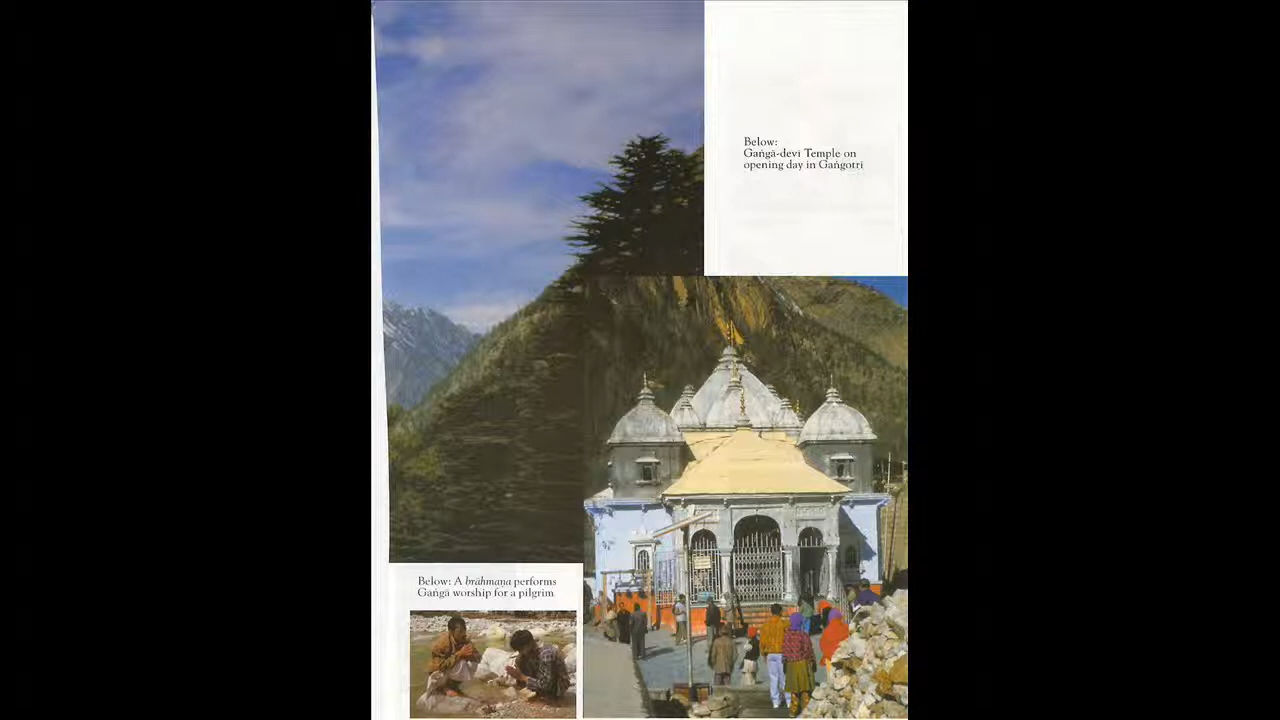 Below:
Gaṅgā-devī Temple on
opening day in Gaṅgotrī
Below: A brāhmaṇa performs
Gaṅgā worship for a pilgrim